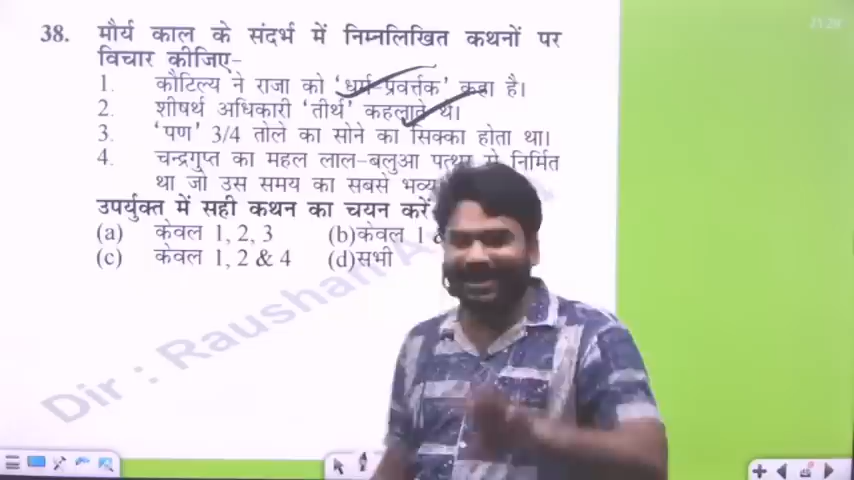 38. मौर्य काल के संदर्भ में निम्नलिखित कथनों पर
विचार कीजिए-
1. कौटिल्य ने राजा को ‘धर्म-प्रवर्त्तक’ कहा है।
2. शीषर्थ अधिकारी ‘तीर्थ’ कहलाते थे।
3. ‘पण’ 3/4 तोले का सोने का सिक्का होता था।
4. चन्द्रगुप्त का महल लाल-बलुआ पत्थर से निर्मित
था जो उस समय का सबसे भव्य
उपर्युक्त में सही कथन का चयन करें
(a) केवल 1, 2, 3 (b) केवल 1 &
(c) केवल 1, 2 & 4 (d) सभी
Dir : Raushan